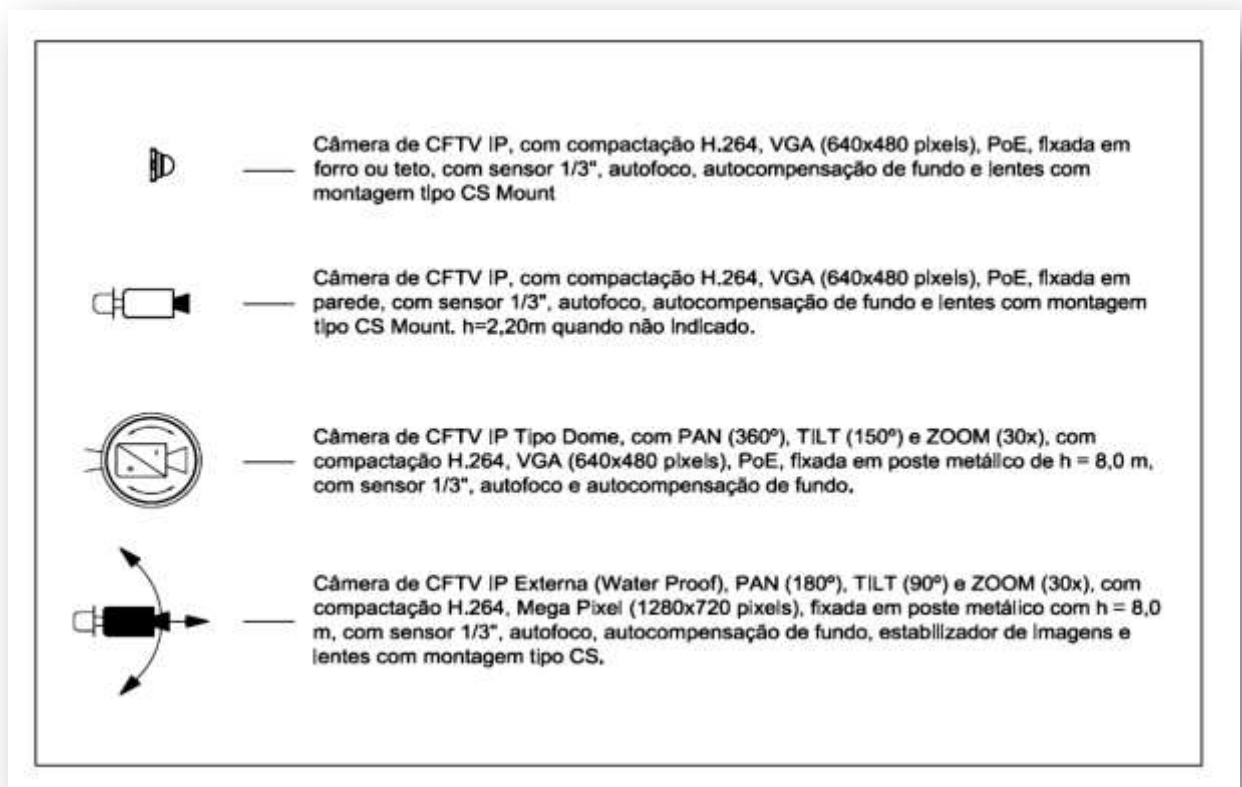 Câmera de CFTV IP, com compactação H.264, VGA (640x480 pixels), PoE, fixada em
forro ou teto, com sensor 1/3", autofoco, autocompensação de fundo e lentes com
montagem tipo CS Mount
Câmera de CFTV IP, com compactação H.264, VGA (640x480 pixels), PoE, fixada em
parede, com sensor 1/3", autofoco, autocompensação de fundo e lentes com montagem
tipo CS Mount. h=2,20m quando não indicado.
Câmera de CFTV IP Tipo Dome, com PAN (360º), TILT (150º) e ZOOM (30x), com
compactação H.264, VGA (640x480 pixels), PoE, fixada em poste metálico de h = 8,0 m,
com sensor 1/3", autofoco e autocompensação de fundo.
Câmera de CFTV IP Externa (Water Proof), PAN (180º), TILT (90º) e ZOOM (30x), com
compactação H.264, Mega Pixel (1280x720 pixels), fixada em poste metálico com h = 8,0
m, com sensor 1/3", autofoco, autocompensação de fundo, estabilizador de imagens e
lentes com montagem tipo CS.